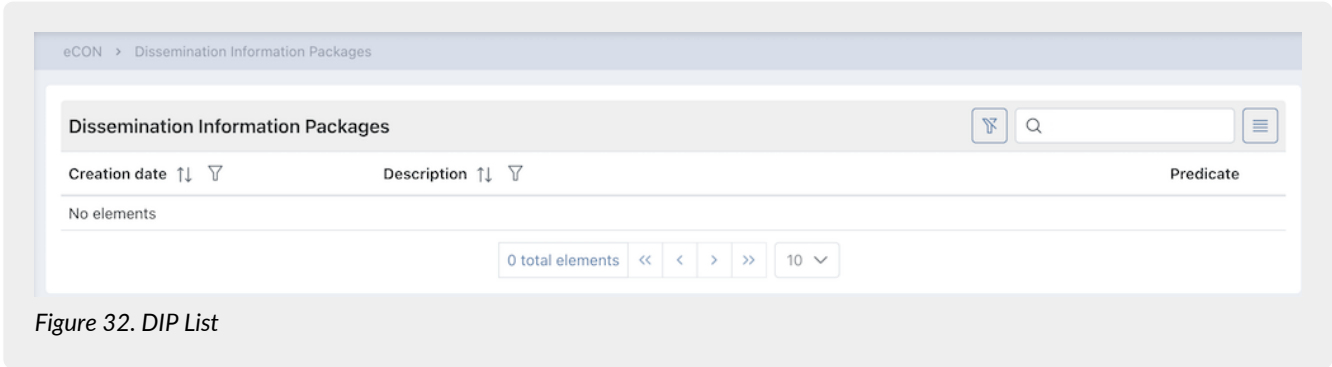 eCON > Dissemination Information Packages
Dissemination Information Packages
Creation date Description Predicate
No elements
0 total elements << < > >> 10
Figure 32. DIP List